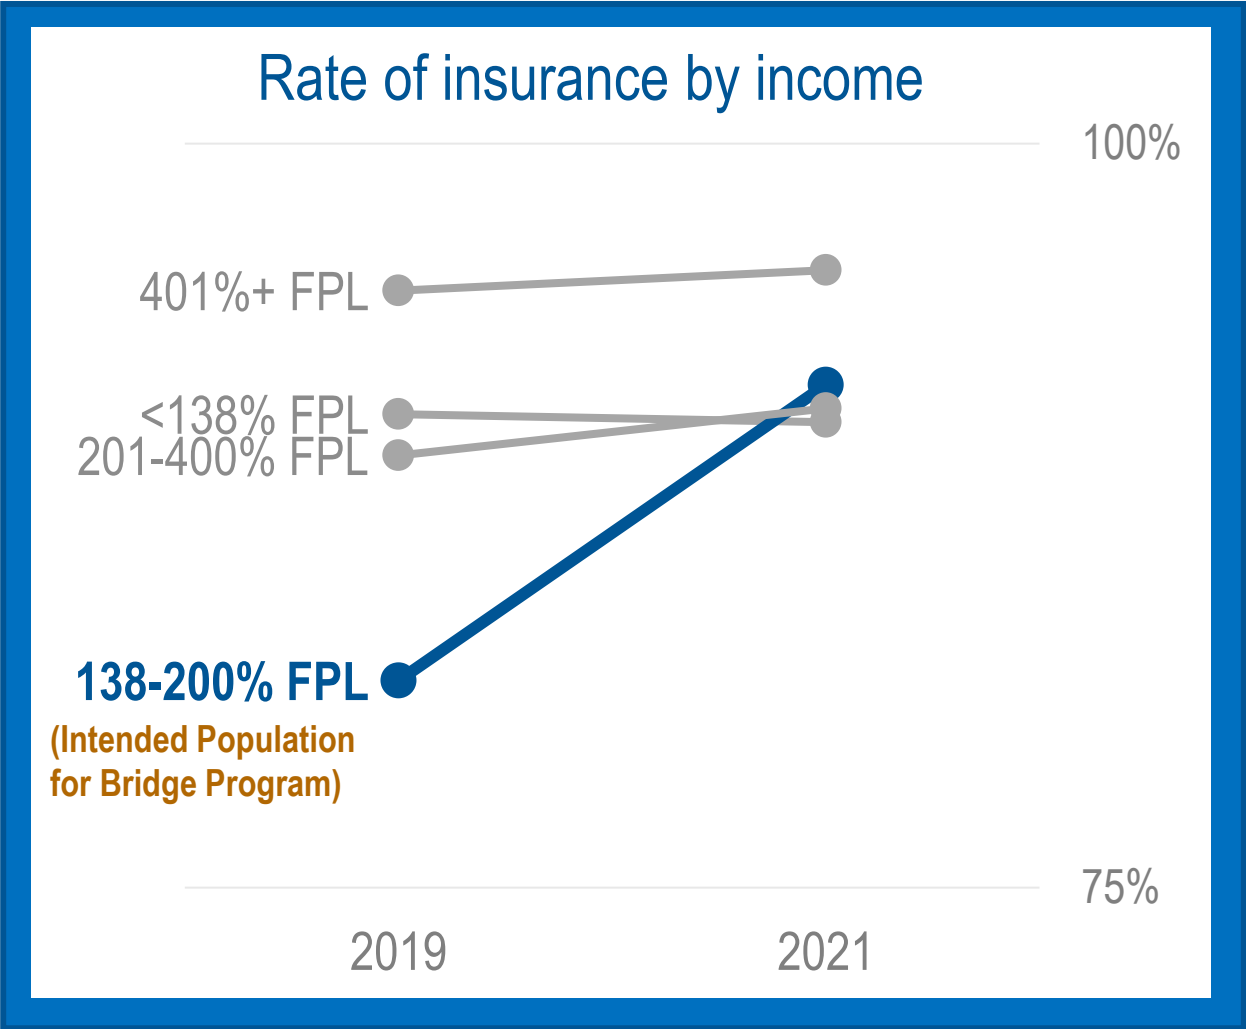 Rate of insurance by income
100%
401%+ FPL
<138% FPL
201-400% FPL
138-200% FPL
(Intended Population
for Bridge Program)
75%
2019
2021